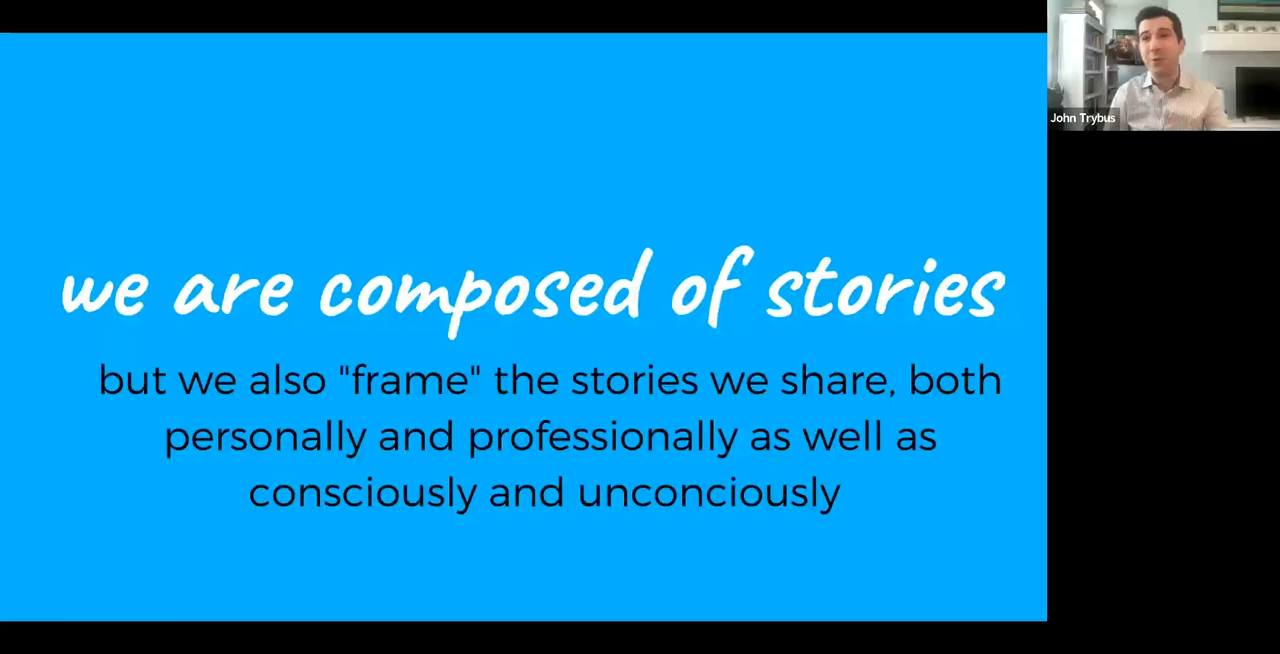 we are composed of stories
but we also "frame" the stories we share, both
personally and professionally as well as
consciously and unconciously
John Trybus